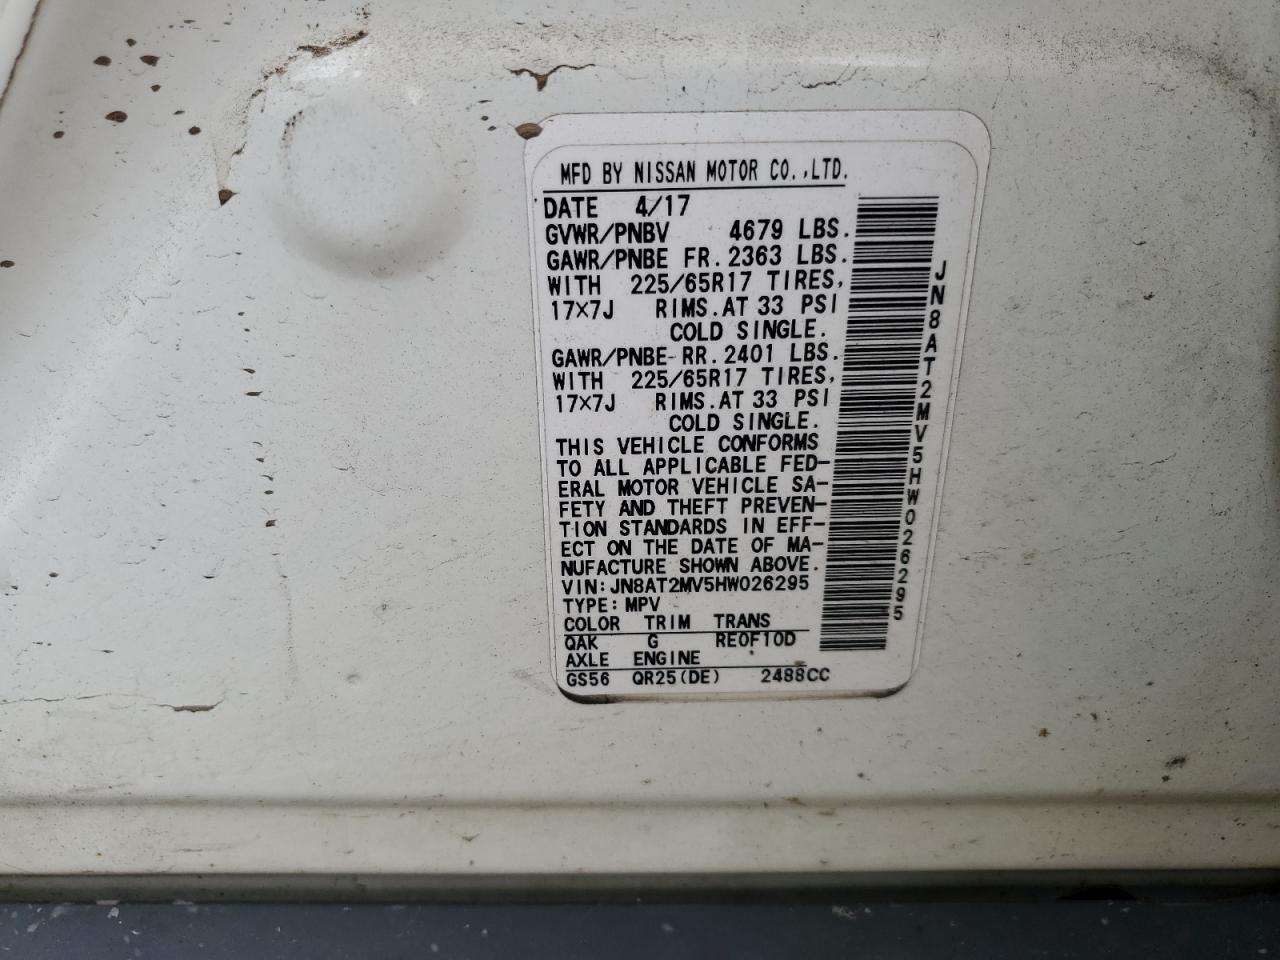 MFD BY NISSAN MOTOR CO.,LTD.
DATE 4/17
GVWR/PNBV 4679 LBS.
GAWR/PNBE FR. 2363 LBS.
WITH 225/65R17 TIRES,
17×7J RIMS. AT 33 PSI
COLD SINGLE.
GAWR/PNBE RR. 2401 LBS.
WITH 225/65R17 TIRES,
17×7J RIMS. AT 33 PSI
COLD SINGLE.
THIS VEHICLE CONFORMS
TO ALL APPLICABLE FED-
ERAL MOTOR VEHICLE SA-
FETY AND THEFT PREVEN-
TION STANDARDS IN EFF-
ECT ON THE DATE OF MA-
NUFACTURE SHOWN ABOVE.
VIN:JN8AT2MV5HW026295
TYPE:MPV
COLOR TRIM TRANS
QAK G RE0F10D
AXLE ENGINE
GS56 QR25(DE) 2488CC
JN8AT2MV5HW026295